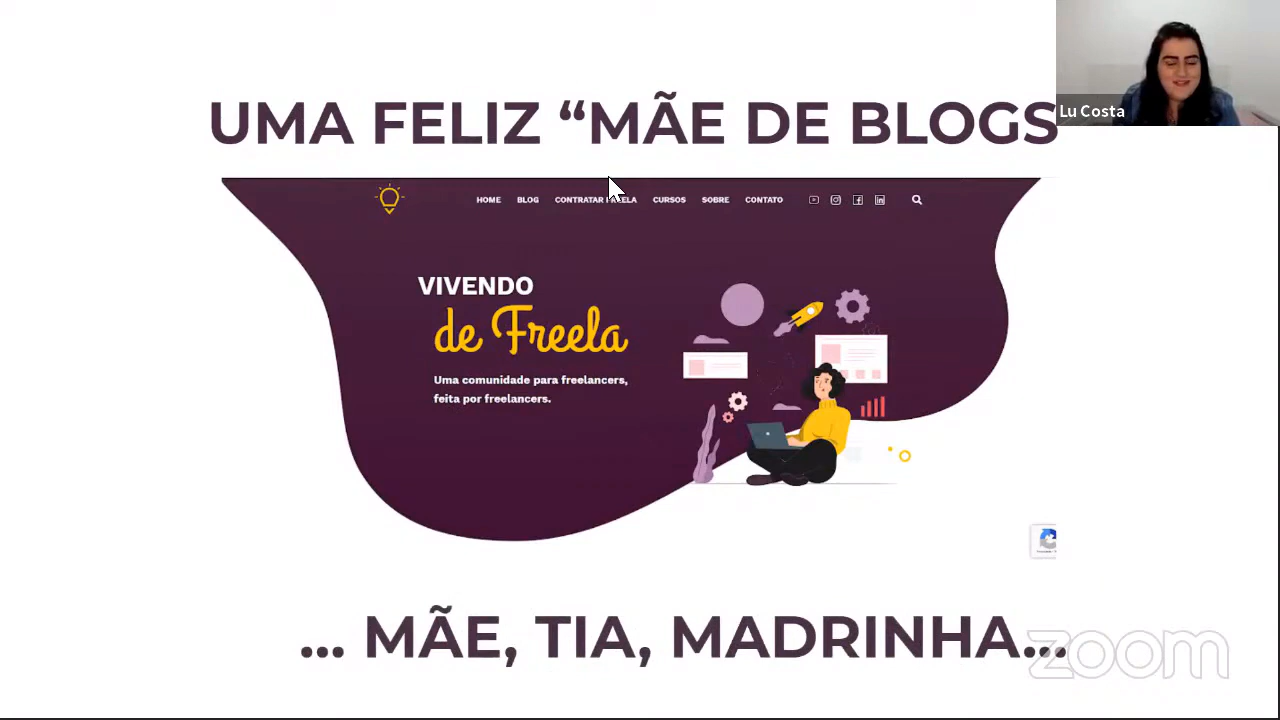 UMA FELIZ “MÃE DE BLOGS
Lu Costa
HOME BLOG CONTRATAR FREELA CURSOS SOBRE CONTATO
VIVENDO
de Freela
Uma comunidade para freelancers,
feita por freelancers.
... MÃE, TIA, MADRINHA...
zoom